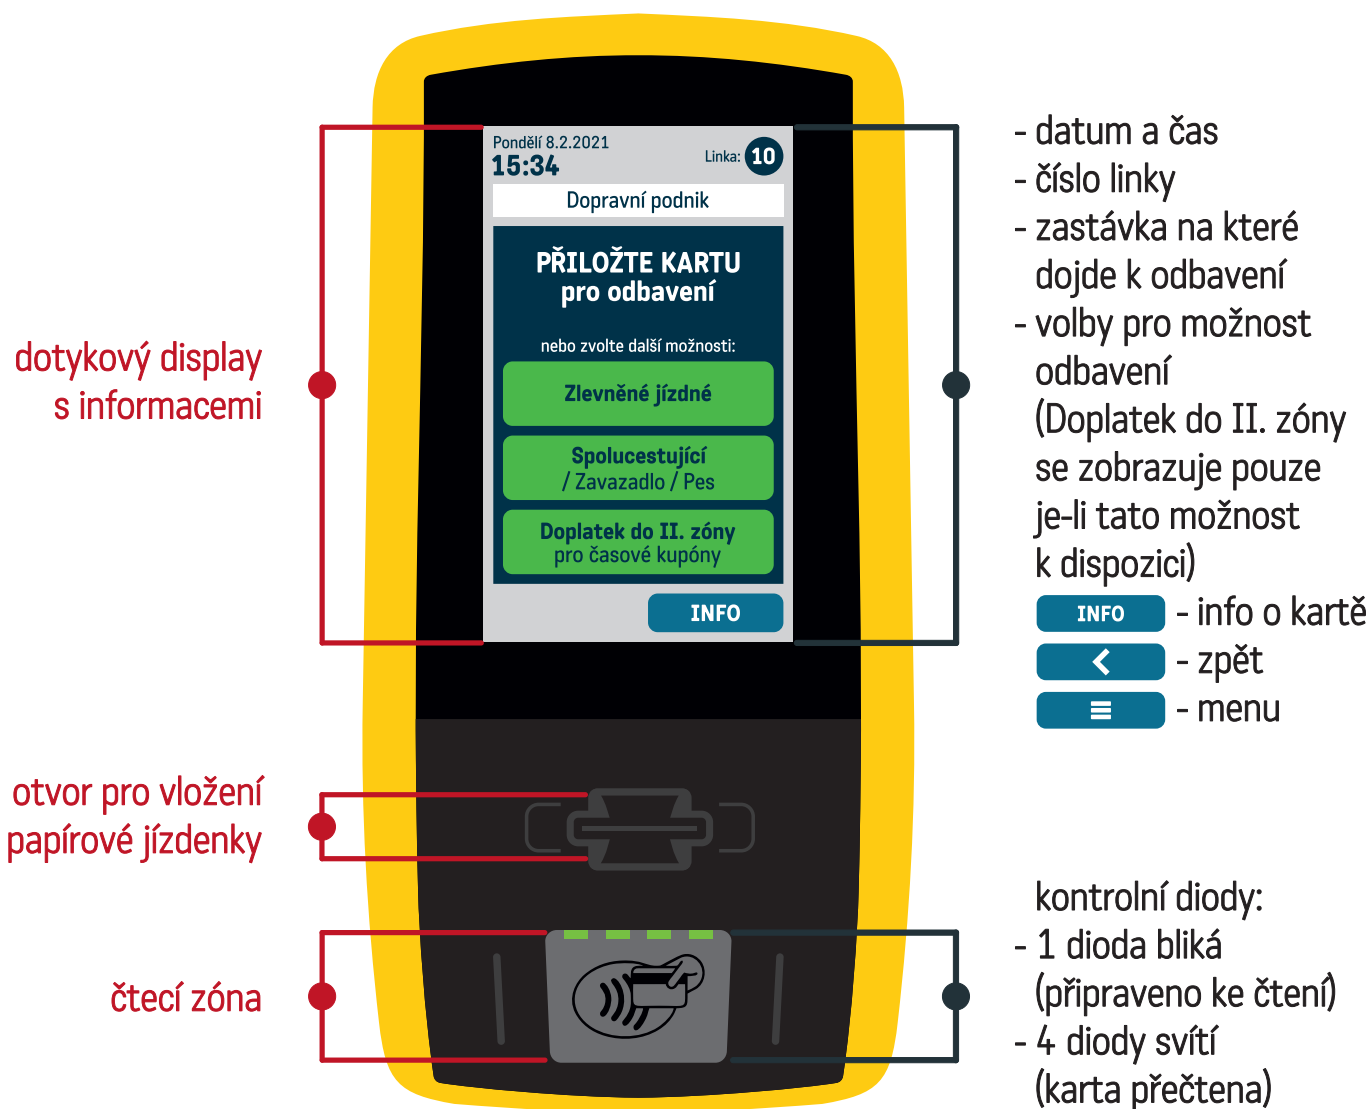 Pondělí 8.2.2021
15:34
Linka: 10
Dopravní podnik
PŘILOŽTE KARTU
pro odbavení
nebo zvolte další možnosti:
Zlevněné jízdné
Spolucestující
/ Zavazadlo / Pes
Doplatek do II. zóny
pro časové kupóny
INFO
dotykový display
s informacemi
otvor pro vložení
papírové jízdenky
čtecí zóna
- datum a čas
- číslo linky
- zastávka na které
dojde k odbavení
- volby pro možnost
odbavení
(Doplatek do II. zóny
se zobrazuje pouze
je-li tato možnost
k dispozici)
INFO - info o kartě
- zpět
- menu
kontrolní diody:
- 1 dioda bliká
(připraveno ke čtení)
- 4 diody svítí
(karta přečtena)